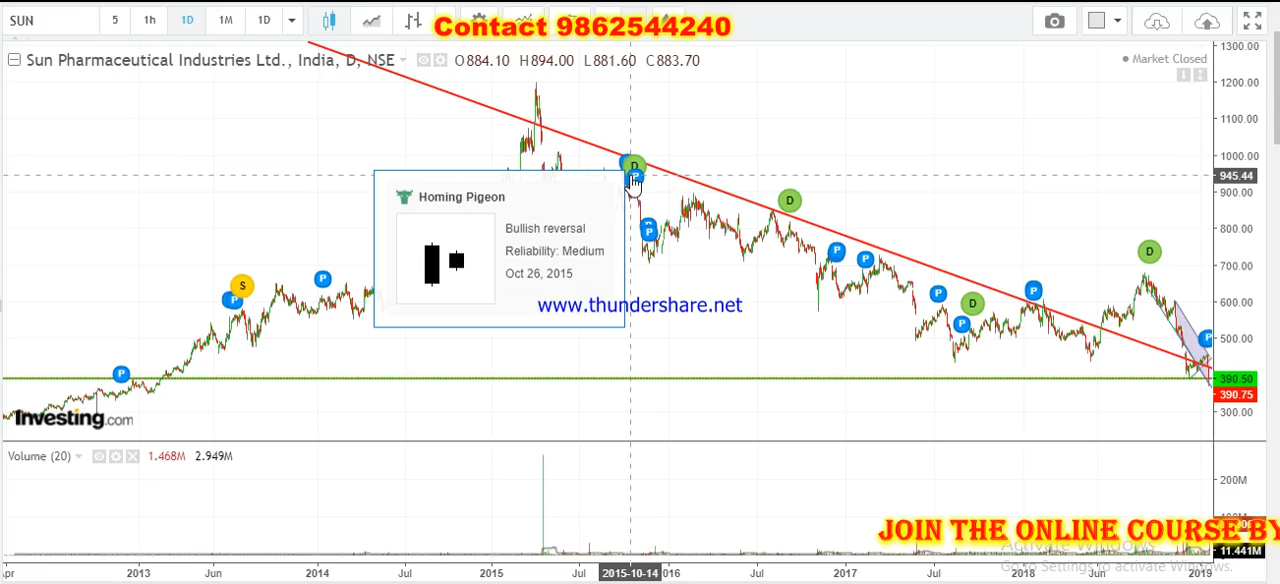 SUN 5 1h 1D 1M 1D
Contact 9862544240
Sun Pharmaceutical Industries Ltd., India, D, NSE O884.10 H894.00 L881.60 C883.70
Market Closed
1300.00
1200.00
1100.00
1000.00
945.44
900.00
800.00
700.00
600.00
500.00
390.50
390.75
300.00
D
P
D
D
P
P
P
P
P
D
P
P
S
P
P
P
P
Homing Pigeon
Bullish reversal
Reliability: Medium
Oct 26, 2015
www.thundershare.net
Investing.com
Volume (20) 1.468M 2.949M
200M
JOIN THE ONLINE COURSE BY
Activate Windows
Go to Settings to activate Windows.
11.441M
Apr 2013 Jun 2014 Jul 2015 Jul 2015-10-14 016 Jul 2017 Jul 2018 Jun 2019